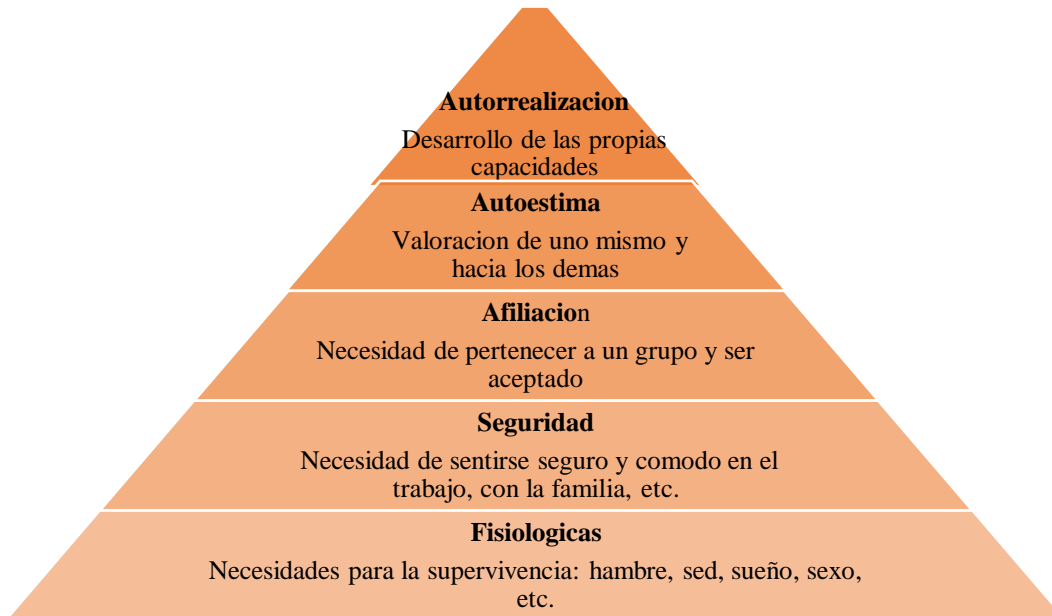 Autorrealizacion
Desarrollo de las propias
capacidades
Autoestima
Valoracion de uno mismo y
hacia los demas
Afiliacion
Necesidad de pertenecer a un grupo y ser
aceptado
Seguridad
Necesidad de sentirse seguro y comodo en el
trabajo, con la familia, etc.
Fisiologicas
Necesidades para la supervivencia: hambre, sed, sueño, sexo,
etc.